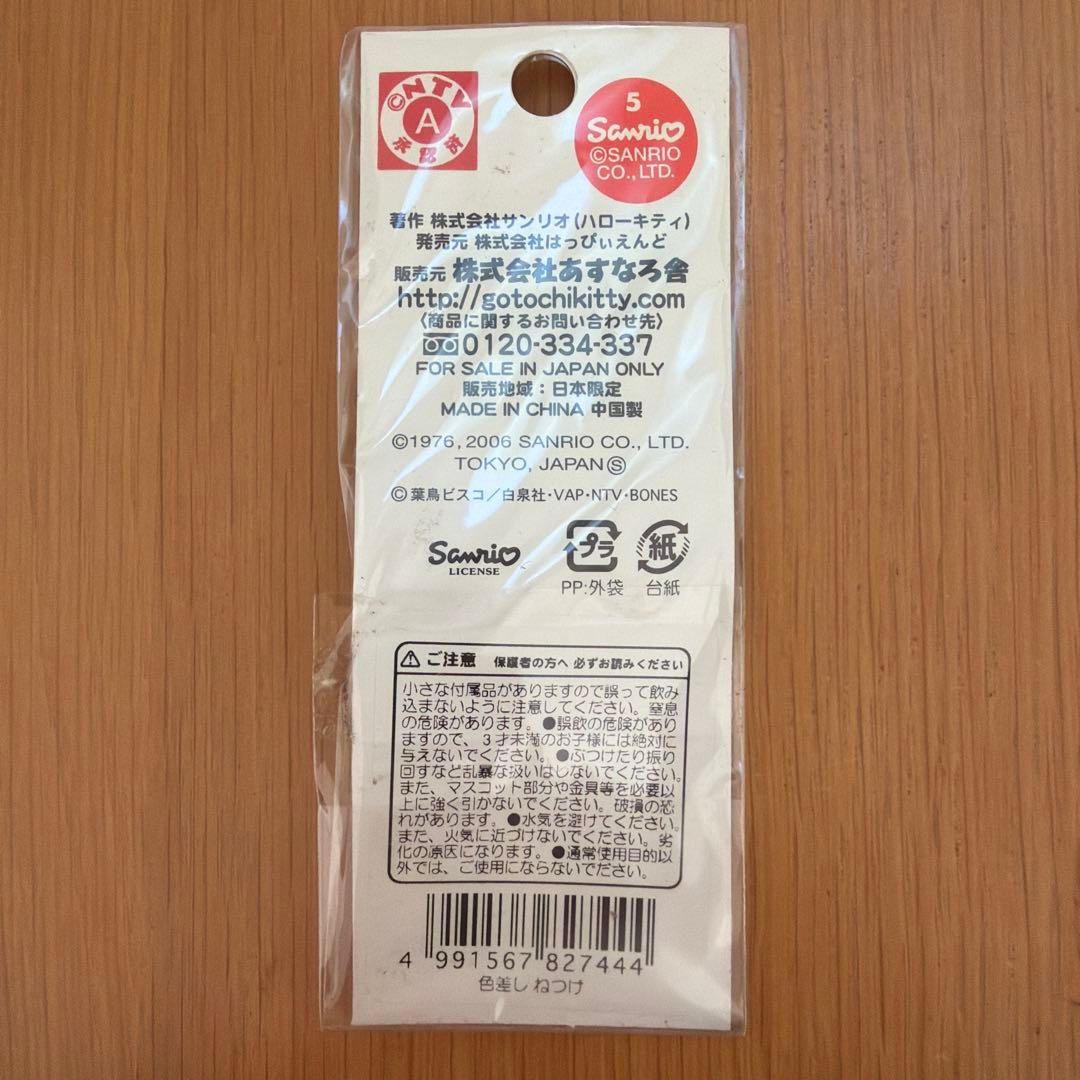 ©NTV
A
承認済
5
Sanrio
©SANRIO
CO., LTD.
著作 株式会社サンリオ(ハローキティ)
発売元 株式会社はっぴぃえんど
販売元 株式会社あすなろ舎
http://gotochikitty.com
〈商品に関するお問い合わせ先〉
0120-334-337
FOR SALE IN JAPAN ONLY
販売地域：日本限定
MADE IN CHINA 中国製
©1976, 2006 SANRIO CO., LTD.
TOKYO, JAPAN Ⓢ
©葉鳥ビスコ／白泉社・VAP・NTV・BONES
Sanrio
LICENSE
プラ
PP:外袋
紙
台紙
ご注意 保護者の方へ 必ずお読みください
小さな付属品がありますので誤って飲み
込まないように注意してください。窒息
の危険があります。●誤飲の危険があり
ますので、３才未満のお子様には絶対に
与えないでください。●ぶつけたり振り
回すなど乱暴な扱いはしないでください。
また、マスコット部分や金具等を必要以
上に強く引かないでください。破損の恐
れがあります。●水気を避けてください。
また、火気に近づけないでください。劣
化の原因になります。●通常使用目的以
外では、ご使用にならないでださい。
4 991567 827444
色差し ねつけ